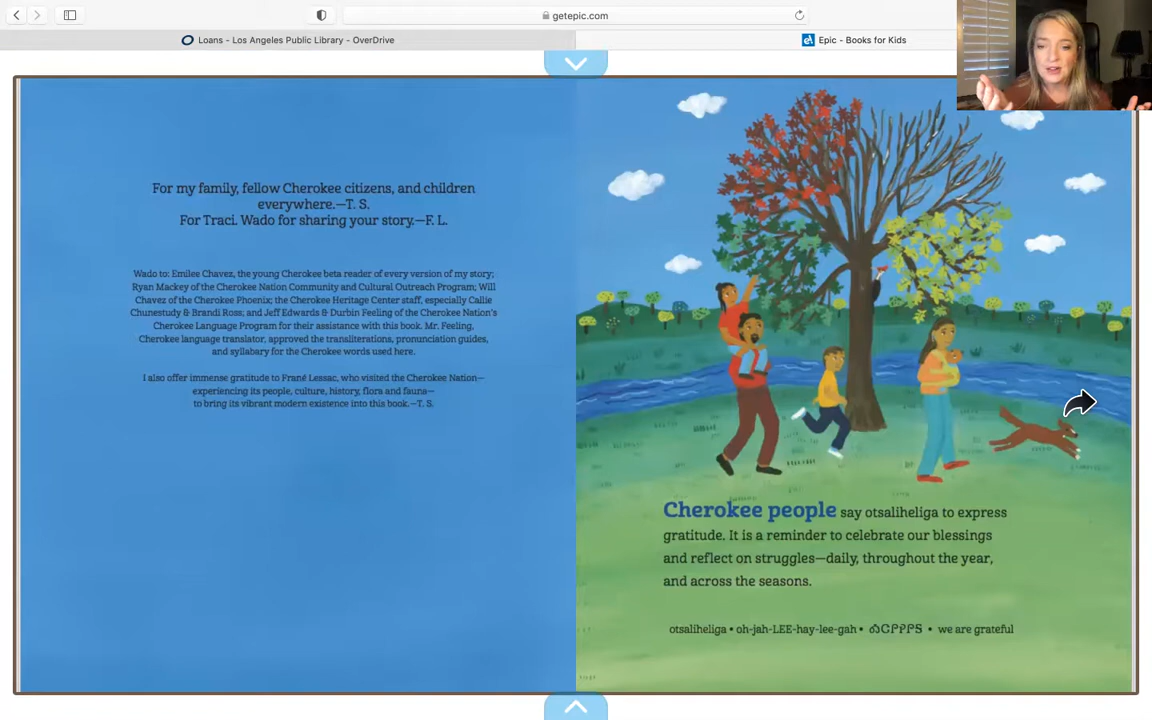 getepic.com
Loans - Los Angeles Public Library - OverDrive
Epic - Books for Kids
For my family, fellow Cherokee citizens, and children
everywhere.—T. S.
For Traci. Wado for sharing your story.—F. L.
Wado to: Emilee Chavez, the young Cherokee beta reader of every version of my story;
Ryan Mackey of the Cherokee Nation Community and Cultural Outreach Program; Will
Chavez of the Cherokee Phoenix; the Cherokee Heritage Center staff, especially Callie
Chunestudy & Brandi Ross; and Jeff Edwards & Durbin Feeling of the Cherokee Nation's
Cherokee Language Program for their assistance with this book. Mr. Feeling,
Cherokee language translator, approved the transliterations, pronunciation guides,
and syllabary for the Cherokee words used here.
I also offer immense gratitude to Frané Lessac, who visited the Cherokee Nation—
experiencing its people, culture, history, flora and fauna—
to bring its vibrant modern existence into this book.—T. S.
Cherokee people say otsaliheliga to express
gratitude. It is a reminder to celebrate our blessings
and reflect on struggles—daily, throughout the year,
and across the seasons.
otsaliheliga • oh-jah-LEE-hay-lee-gah • ᎣᏣᎵᎮᎵᎦ • we are grateful